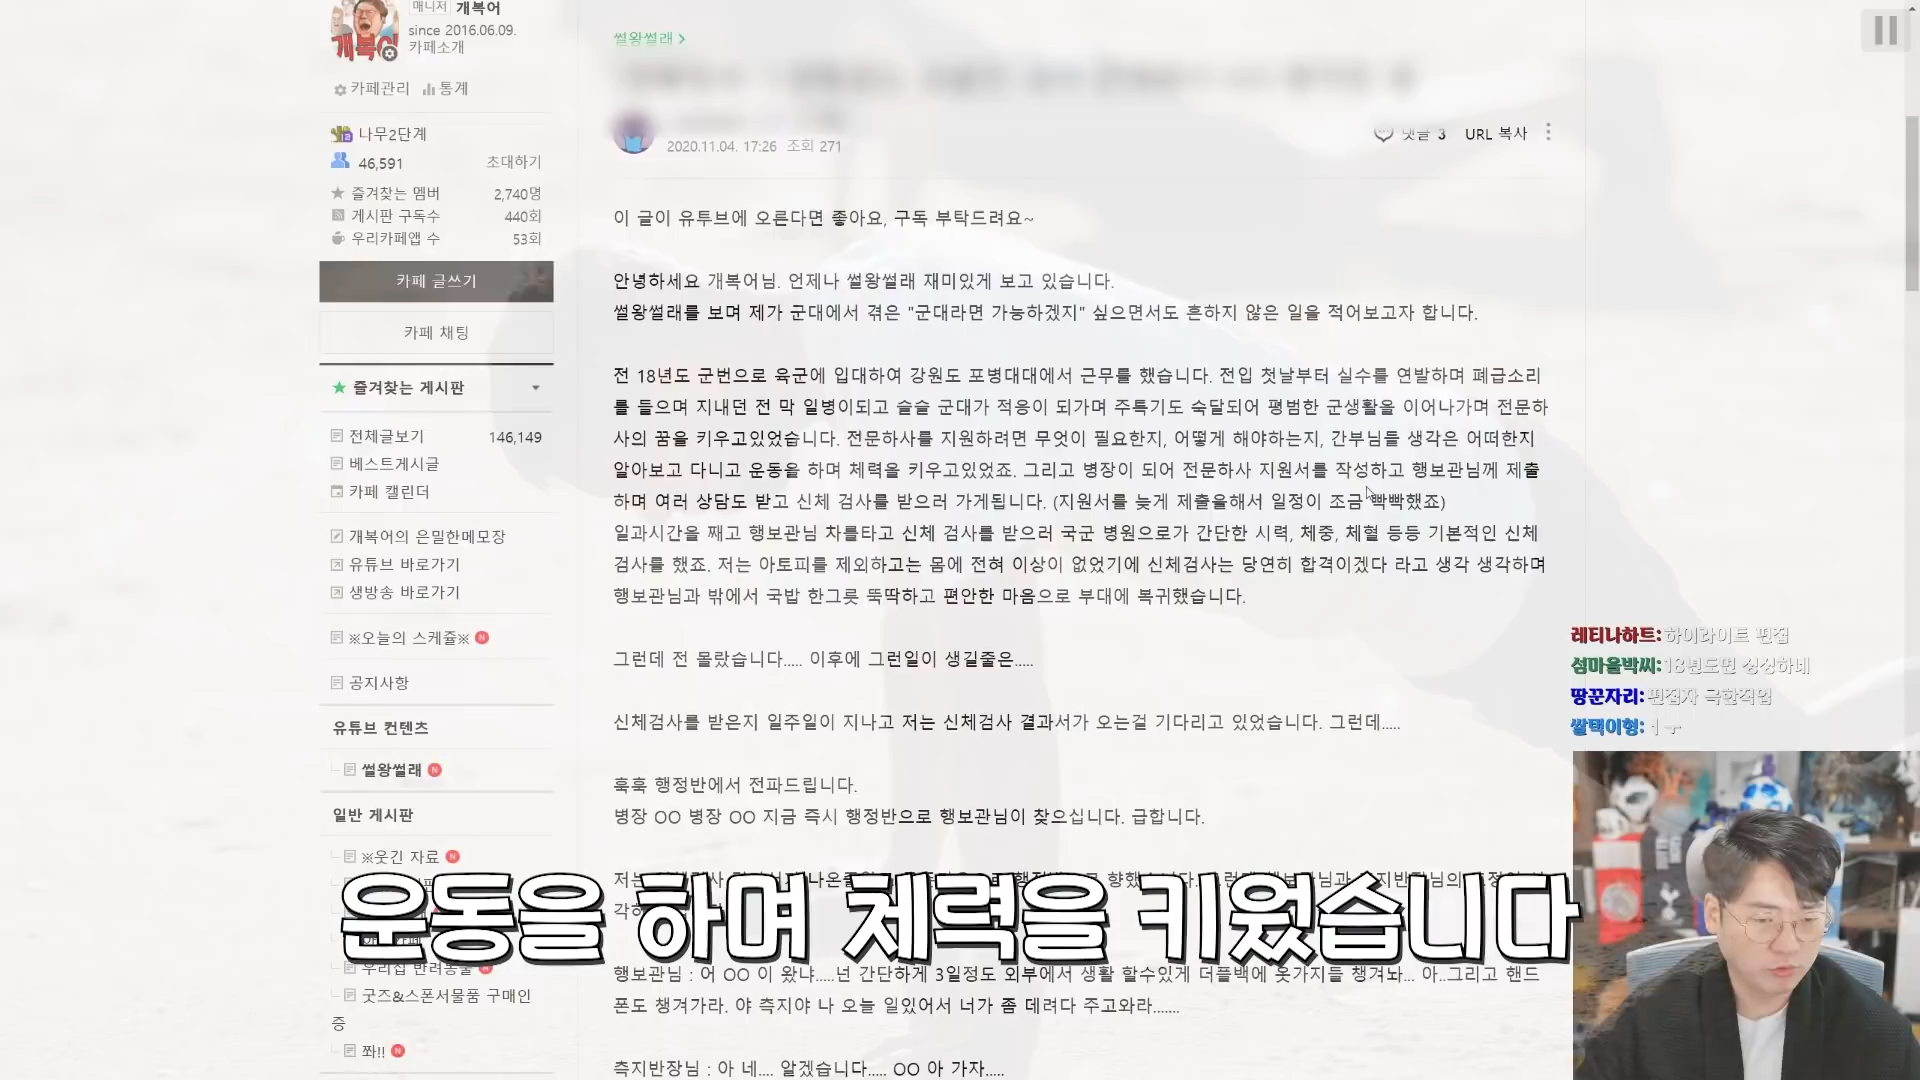 매니저 개복어
since 2016.06.09.
카페소개
카페관리 통계
나무2단계
46,591 초대하기
즐겨찾는 멤버 2,740명
게시판 구독수 440회
우리카페앱 수 53회
카페 글쓰기
카페 채팅
즐겨찾는 게시판
전체글보기 146,149
베스트게시글
카페 캘린더
개복어의 은밀한메모장
유튜브 바로가기
생방송 바로가기
※오늘의 스케쥴※ N
공지사항
유튜브 컨텐츠
썰왕썰래 N
일반 게시판
※웃긴 자료 N
우리집 반려동물 N
굿즈&스폰서물품 구매인
증
쫘!! N
썰왕썰래 >
2020.11.04. 17:26 조회 271
댓글 3 URL 복사
이 글이 유투브에 오른다면 좋아요, 구독 부탁드려요~
안녕하세요 개복어님. 언제나 썰왕썰래 재미있게 보고 있습니다.
썰왕썰래를 보며 제가 군대에서 겪은 "군대라면 가능하겠지" 싶으면서도 흔하지 않은 일을 적어보고자 합니다.
전 18년도 군번으로 육군에 입대하여 강원도 포병대대에서 근무를 했습니다. 전입 첫날부터 실수를 연발하며 폐급소리
를 들으며 지내던 전 막 일병이되고 슬슬 군대가 적응이 되가며 주특기도 숙달되어 평범한 군생활을 이어나가며 전문하
사의 꿈을 키우고있었습니다. 전문하사를 지원하려면 무엇이 필요한지, 어떻게 해야하는지, 간부님들 생각은 어떠한지
알아보고 다니고 운동을 하며 체력을 키우고있었죠. 그리고 병장이 되어 전문하사 지원서를 작성하고 행보관님께 제출
하며 여러 상담도 받고 신체 검사를 받으러 가게됩니다. (지원서를 늦게 제출을해서 일정이 조금 빡빡했죠)
일과시간을 째고 행보관님 차를타고 신체 검사를 받으러 국군 병원으로가 간단한 시력, 체중, 체혈 등등 기본적인 신체
검사를 했죠. 저는 아토피를 제외하고는 몸에 전혀 이상이 없었기에 신체검사는 당연히 합격이겠다 라고 생각 생각하며
행보관님과 밖에서 국밥 한그릇 뚝딱하고 편안한 마음으로 부대에 복귀했습니다.
그런데 전 몰랐습니다..... 이후에 그런일이 생길줄은.....
신체검사를 받은지 일주일이 지나고 저는 신체검사 결과서가 오는걸 기다리고 있었습니다. 그런데.....
훅훅 행정반에서 전파드립니다.
병장 OO 병장 OO 지금 즉시 행정반으로 행보관님이 찾으십니다. 급합니다.
행보관님 : 어 OO 이 왔냐.....넌 간단하게 3일정도 외부에서 생활 할수있게 더플백에 옷가지들 챙겨놔... 아..그리고 핸드
폰도 챙겨가라. 야 측지야 나 오늘 일있어서 너가 좀 데려다 주고와라.......
측지반장님 : 아 네.... 알겠습니다..... OO 아 가자.....
운동을 하며 체력을 키웠습니다
레티나하트: 하이라이트 편집
섬마을박씨: 18년도면 싱싱하네
땅꾼자리: 편집자 극한직업
쌀택이형: